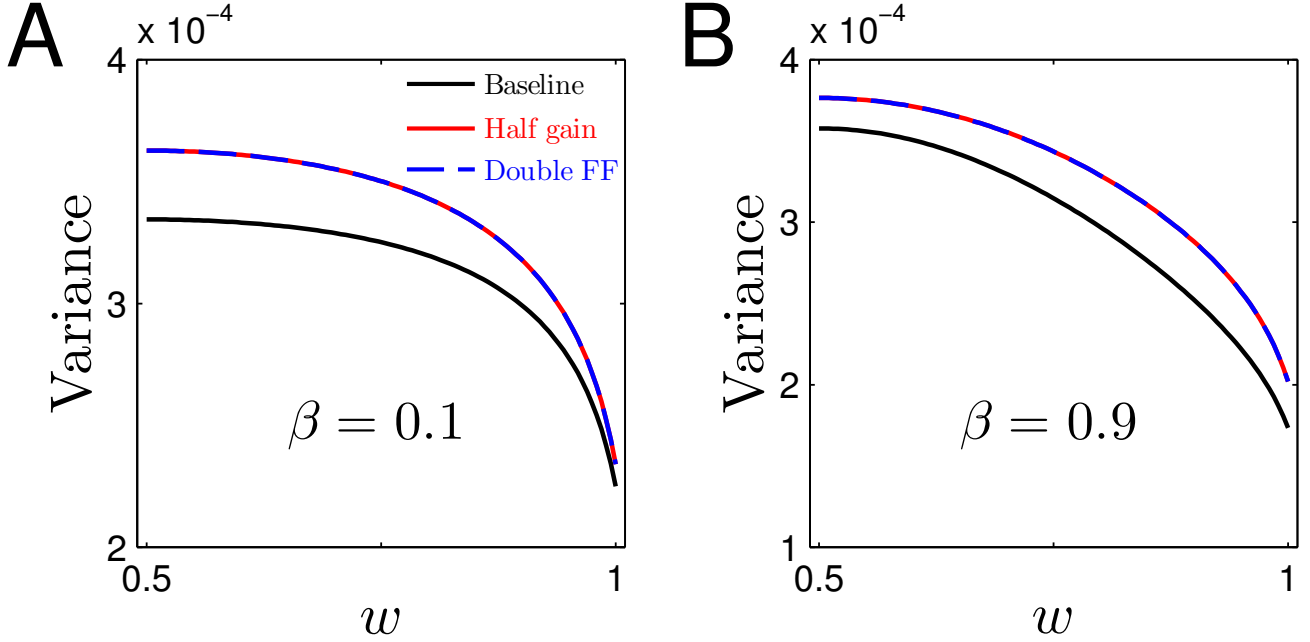 A
x 10⁻⁴
4
3
2
Variance
Baseline
Half gain
Double FF
β = 0.1
0.5
1
w
B
x 10⁻⁴
4
3
2
1
Variance
β = 0.9
0.5
1
w